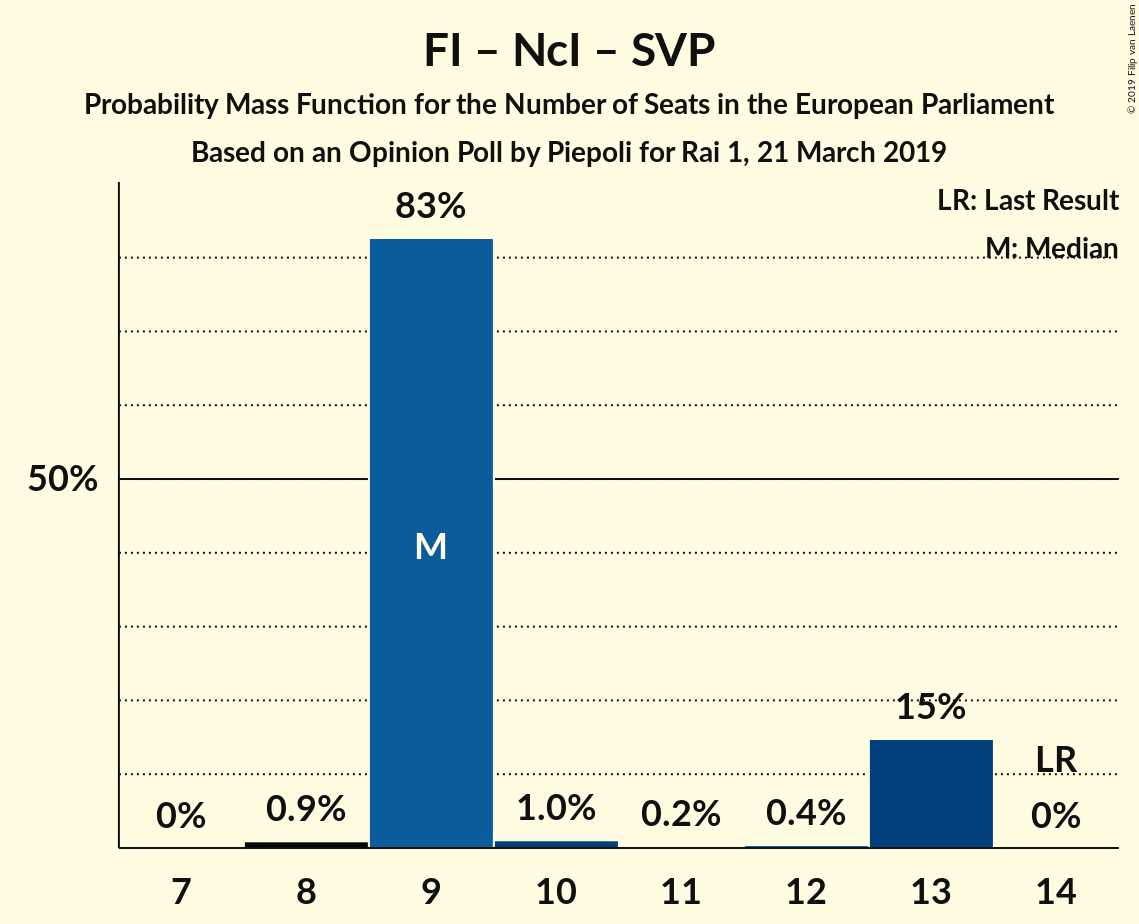 FI – NcI – SVP
Probability Mass Function for the Number of Seats in the European Parliament
Based on an Opinion Poll by Piepoli for Rai 1, 21 March 2019
© 2019 Filip van Laenen
LR: Last Result
M: Median
50%
83%
M
0%
0.9%
1.0%
0.2%
0.4%
15%
LR
0%
7 8 9 10 11 12 13 14